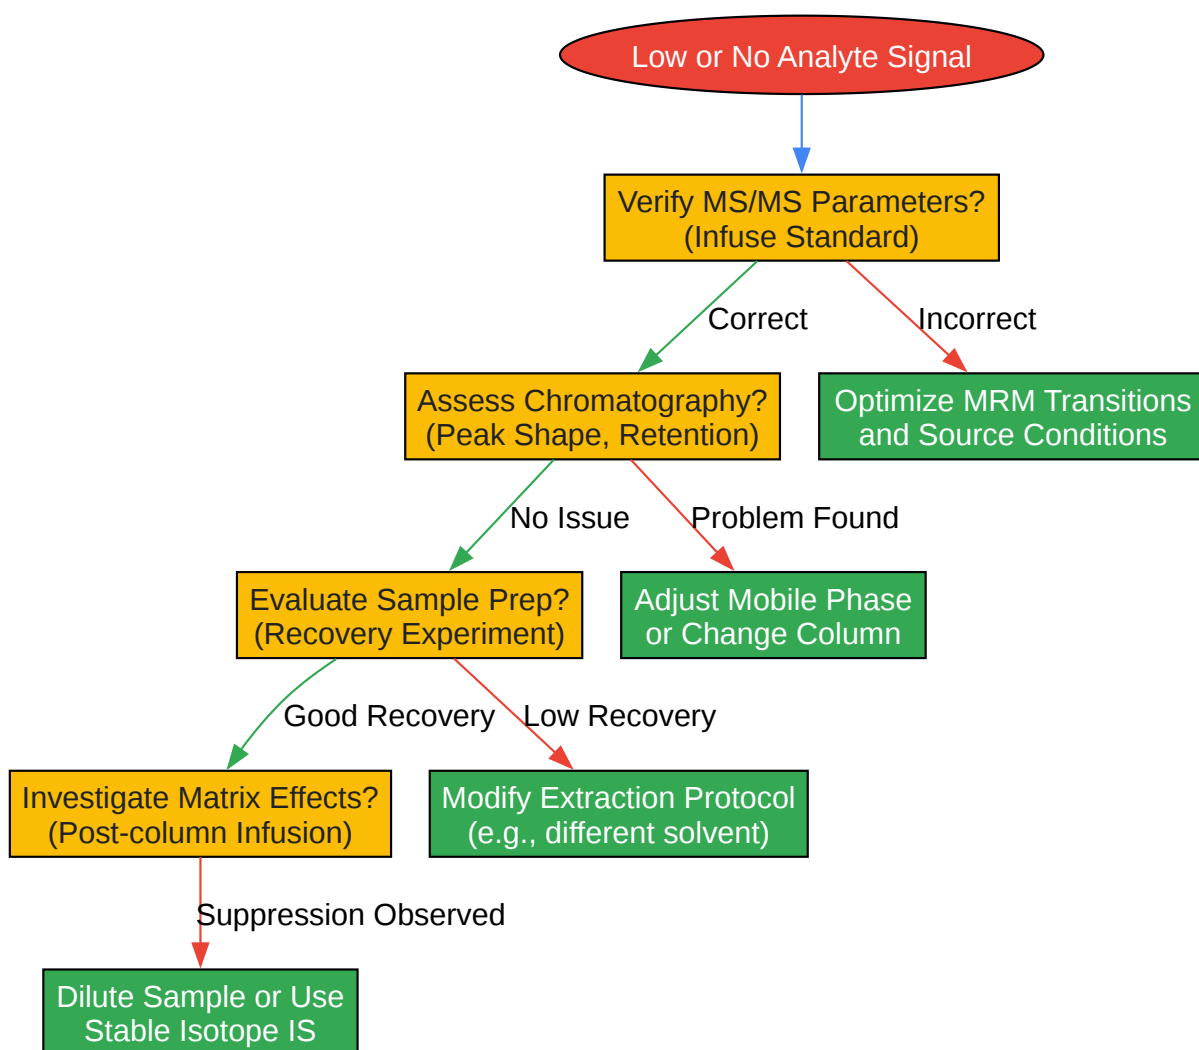 Low or No Analyte Signal
Verify MS/MS Parameters?
(Infuse Standard)
Correct
Incorrect
Assess Chromatography?
(Peak Shape, Retention)
Optimize MRM Transitions
and Source Conditions
No Issue
Problem Found
Evaluate Sample Prep?
(Recovery Experiment)
Adjust Mobile Phase
or Change Column
Good Recovery
Low Recovery
Investigate Matrix Effects?
(Post-column Infusion)
Modify Extraction Protocol
(e.g., different solvent)
Suppression Observed
Dilute Sample or Use
Stable Isotope IS